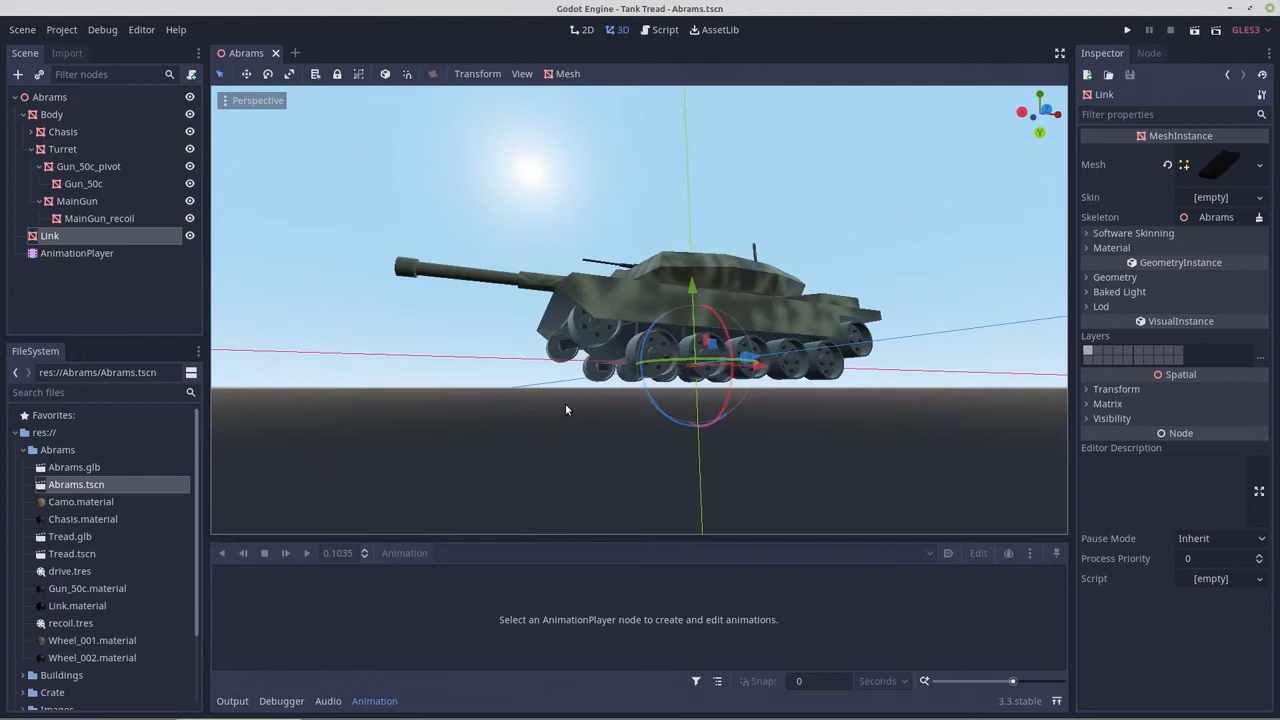 Godot Engine - Tank Tread - Abrams.tscn
Scene Project Debug Editor Help
2D 3D Script AssetLib
GLES3
Scene Import
Filter nodes
Abrams
Body
Chasis
Turret
Gun_50c_pivot
Gun_50c
MainGun
MainGun_recoil
Link
AnimationPlayer
FileSystem
res://Abrams/Abrams.tscn
Search files
Favorites:
res://
Abrams
Abrams.glb
Abrams.tscn
Camo.material
Chasis.material
Tread.glb
Tread.tscn
drive.tres
Gun_50c.material
Link.material
recoil.tres
Wheel_001.material
Wheel_002.material
Buildings
Crate
Images
Abrams
Transform View Mesh
Perspective
X
Z
Y
0.1035 Animation Edit
Select an AnimationPlayer node to create and edit animations.
Snap: 0 Seconds
Output Debugger Audio Animation 3.3.stable
Inspector Node
Link
Filter properties
MeshInstance
Mesh
Skin [empty]
Skeleton Abrams
Software Skinning
Material
GeometryInstance
Geometry
Baked Light
Lod
VisualInstance
Layers
Spatial
Transform
Matrix
Visibility
Node
Editor Description
Pause Mode Inherit
Process Priority 0
Script [empty]